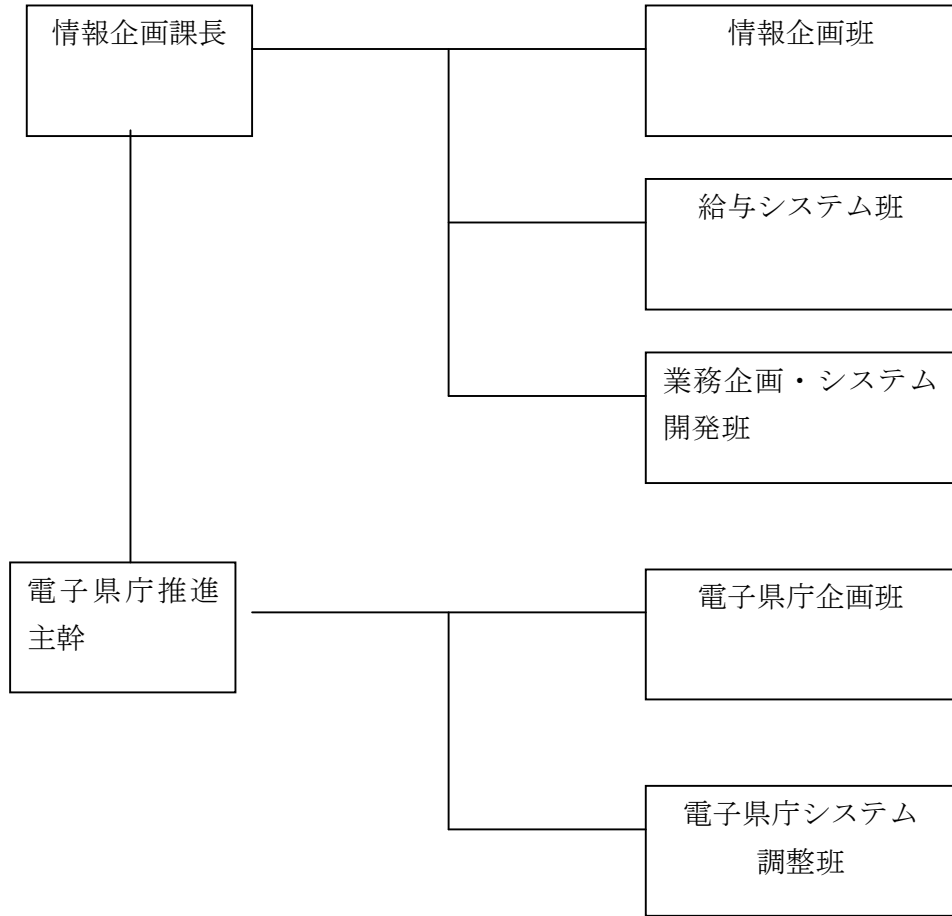 情報企画課長
情報企画班
給与システム班
業務企画・システム
開発班
電子県庁推進
主幹
電子県庁企画班
電子県庁システム
調整班